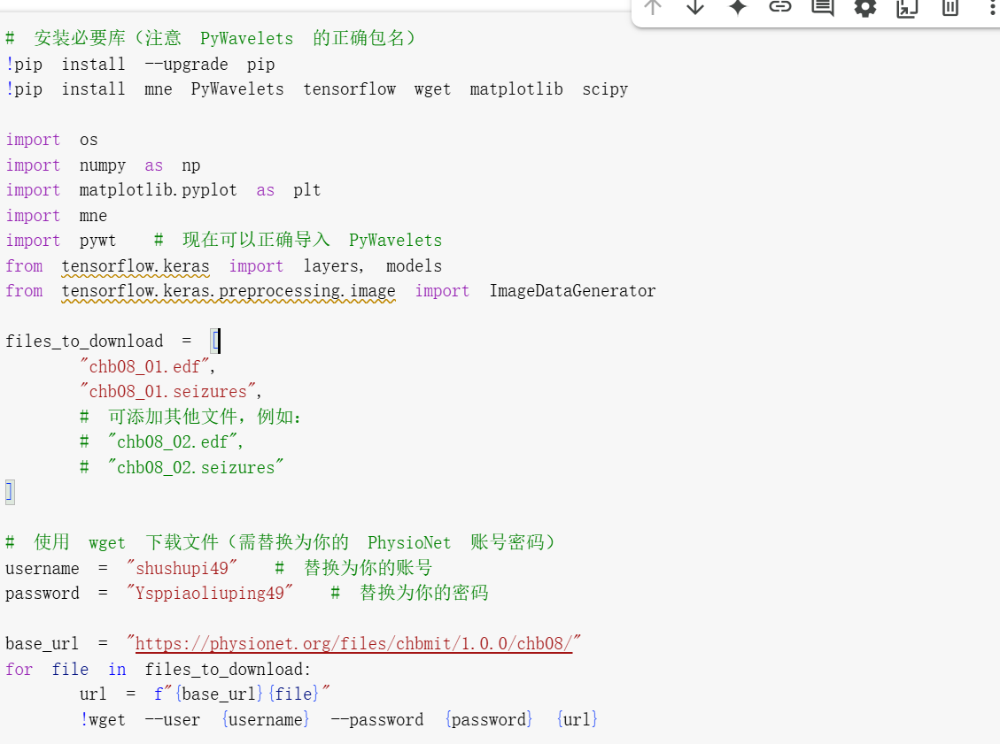 # 安装必要库（注意 PyWavelets 的正确包名）
!pip install --upgrade pip
!pip install mne PyWavelets tensorflow wget matplotlib scipy
import os
import numpy as np
import matplotlib.pyplot as plt
import mne
import pywt # 现在可以正确导入 PyWavelets
from tensorflow.keras import layers, models
from tensorflow.keras.preprocessing.image import ImageDataGenerator
files_to_download = [
"chb08_01.edf",
"chb08_01.seizures",
# 可添加其他文件，例如：
# "chb08_02.edf",
# "chb08_02.seizures"
]
# 使用 wget 下载文件（需替换为你的 PhysioNet 账号密码）
username = "shushupi49" # 替换为你的账号
password = "Ysppiaoliuping49" # 替换为你的密码
base_url = "https://physionet.org/files/chbmit/1.0.0/chb08/"
for file in files_to_download:
url = f"{base_url}{file}"
!wget --user {username} --password {password} {url}